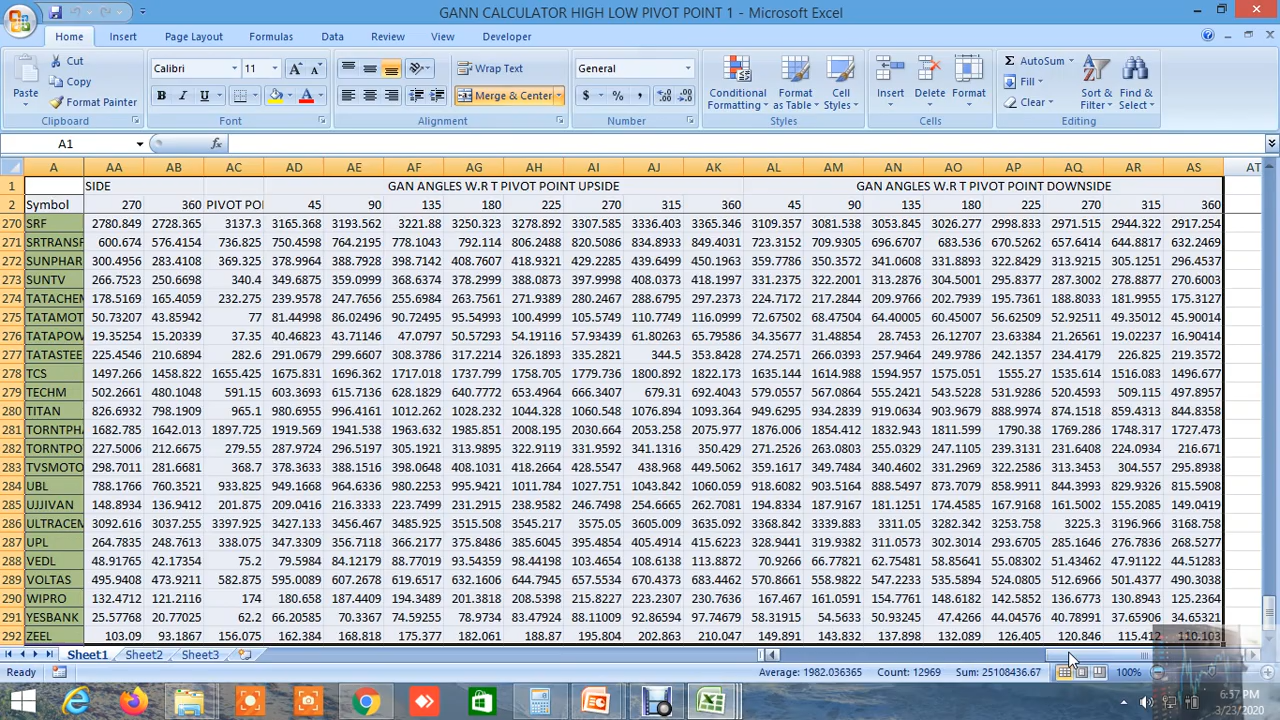 GANN CALCULATOR HIGH LOW PIVOT POINT 1 - Microsoft Excel
Home Insert Page Layout Formulas Data Review View Developer
Paste Cut Copy Format Painter Clipboard
Calibri 11 B I U A A A Font
Wrap Text Merge & Center Alignment
General $ % , Number
Conditional Formatting Format as Table Cell Styles Styles
Insert Delete Format Cells
Σ AutoSum Fill Clear Sort & Filter Find & Select Editing
A1 fx
A AA AB AC AD AE AF AG AH AI AJ AK AL AM AN AO AP AQ AR AS AT
1 SIDE GAN ANGLES W.R T PIVOT POINT UPSIDE GAN ANGLES W.R T PIVOT POINT DOWNSIDE
2 Symbol 270 360 PIVOT POI 45 90 135 180 225 270 315 360 45 90 135 180 225 270 315 360
270 SRF 2780.849 2728.365 3137.3 3165.368 3193.562 3221.88 3250.323 3278.892 3307.585 3336.403 3365.346 3109.357 3081.538 3053.845 3026.277 2998.833 2971.515 2944.322 2917.254
271 SRTRANSF 600.674 576.4154 736.825 750.4598 764.2195 778.1043 792.114 806.2488 820.5086 834.8933 849.4031 723.3152 709.9305 696.6707 683.536 670.5262 657.6414 644.8817 632.2469
272 SUNPHAR 300.4956 283.4108 369.325 378.9964 388.7928 398.7142 408.7607 418.9321 429.2285 439.6499 450.1963 359.7786 350.3572 341.0608 331.8893 322.8429 313.9215 305.1251 296.4537
273 SUNTV 266.7523 250.6698 340.4 349.6875 359.0999 368.6374 378.2999 388.0873 397.9998 408.0373 418.1997 331.2375 322.2001 313.2876 304.5001 295.8377 287.3002 278.8877 270.6003
274 TATACHEM 178.5169 165.4059 232.275 239.9578 247.7656 255.6984 263.7561 271.9389 280.2467 288.6795 297.2373 224.7172 217.2844 209.9766 202.7939 195.7361 188.8033 181.9955 175.3127
275 TATAMOT 50.73207 43.85942 77 81.44998 86.02496 90.72495 95.54993 100.4999 105.5749 110.7749 116.0999 72.67502 68.47504 64.40005 60.45007 56.62509 52.92511 49.35012 45.90014
276 TATAPOW 19.35254 15.20339 37.4 40.46823 43.71146 47.0797 50.57293 54.19116 57.93439 61.80263 65.79586 34.31677 31.48854 28.7453 26.12707 23.63384 21.26561 19.02237 16.90414
277 TATASTEE 225.4546 210.6894 282.6 291.0679 299.6607 308.3786 317.2214 326.1893 335.2821 344.5 353.8428 274.2571 266.0393 257.9464 249.9786 242.1357 234.4179 226.825 219.3572
278 TCS 1497.266 1458.822 1655.425 1675.831 1696.362 1717.018 1737.799 1758.705 1779.736 1800.892 1822.173 1635.144 1614.988 1594.957 1575.051 1555.27 1535.614 1516.083 1496.677
279 TECHM 502.2661 480.1048 591.15 603.3693 615.7136 628.1829 640.7772 653.4964 666.3407 679.31 692.4043 579.0557 567.0864 555.2421 543.5228 531.9286 520.4593 509.115 497.8957
280 TITAN 826.6932 798.1909 965.1 980.6955 996.4161 1012.262 1028.232 1044.328 1060.548 1076.894 1093.364 949.6295 934.2839 919.0634 903.9679 888.9974 874.1518 859.4313 844.8358
281 TORNTPHA 1682.785 1642.013 1897.725 1919.569 1941.538 1963.632 1985.851 2008.195 2030.664 2053.258 2075.977 1876.006 1854.412 1832.943 1811.599 1790.38 1769.286 1748.317 1727.473
282 TORNTPO 227.5006 212.6675 279.55 287.9724 296.5197 305.1921 313.9895 322.9118 331.9592 341.1316 350.429 271.2526 263.0803 255.0329 247.1105 239.3131 231.6408 224.0934 216.671
283 TVSMOTO 298.7011 281.6681 368.7 378.3633 388.1516 398.0648 408.1031 418.2664 428.5547 438.968 449.5062 359.1617 349.7484 340.4602 331.2969 322.2586 313.3453 304.557 295.8938
284 UBL 788.1766 760.3521 933.825 949.1664 964.6336 980.2253 995.9421 1011.784 1027.751 1043.842 1060.059 918.6082 903.5164 888.5497 873.7079 858.9911 844.3993 829.9326 815.5908
285 UJJIVAN 148.8934 136.9412 201.875 209.0416 216.3333 223.7499 231.2915 238.9582 246.7498 254.6665 262.7081 194.8334 187.9167 181.1251 174.4585 167.9168 161.5002 155.2085 149.0419
286 ULTRACEM 3092.616 3037.255 3397.925 3427.133 3456.467 3485.925 3515.508 3545.217 3575.05 3605.009 3635.092 3368.842 3339.883 3311.05 3282.342 3253.758 3225.3 3196.966 3168.758
287 UPL 264.7835 248.7613 338.075 347.3309 356.7118 366.2177 375.8486 385.6045 395.4854 405.4914 415.6223 328.9441 319.9382 311.0573 302.3014 293.6705 285.1646 276.7836 268.5277
288 VEDL 48.91765 42.17354 75.2 79.5984 84.12179 88.77019 93.54359 98.44198 103.4654 108.6138 113.8872 70.9266 66.77821 62.75481 58.85641 55.08302 51.43462 47.91122 44.51283
289 VOLTAS 495.9408 473.9211 582.875 595.0089 607.2678 619.6517 632.1606 644.7945 657.5534 670.4373 683.4462 570.8661 558.9822 547.2233 535.5894 524.0805 512.6966 501.4377 490.3038
290 WIPRO 132.4712 121.2116 174 180.658 187.4409 194.3489 201.3818 208.5398 215.8227 223.2307 230.7636 167.467 161.0591 154.7761 148.6182 142.5852 136.6773 130.8943 125.2364
291 YESBANK 25.57768 20.77025 62.2 66.20585 70.3367 74.59256 78.9734 83.47924 88.11009 92.86594 97.74679 58.31915 54.5633 50.93245 47.4266 44.04576 40.78991 37.65906 34.65321
292 ZEEL 103.09 93.1867 156.075 162.384 168.818 175.377 182.061 188.87 195.804 202.863 210.047 149.891 143.832 137.898 132.089 126.405 120.846 115.412 110.103
Sheet1 Sheet2 Sheet3
Ready Average: 1982.036365 Count: 12969 Sum: 25108436.67 100%
6:57 PM
3/23/2020